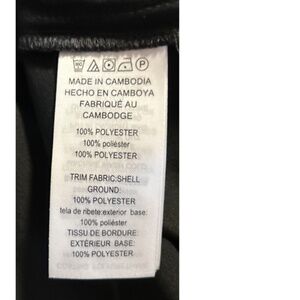 MADE IN CAMBODIA
HECHO EN CAMBOYA
FABRIQUÉ AU
CAMBODGE
100% POLYESTER
100% poliéster
100% POLYESTER
TRIM FABRIC:SHELL
GROUND:
100% POLYESTER
tela de ribete:exterior base:
100% poliéster
TISSU DE BORDURE:
EXTÉRIEUR BASE:
100% POLYESTER